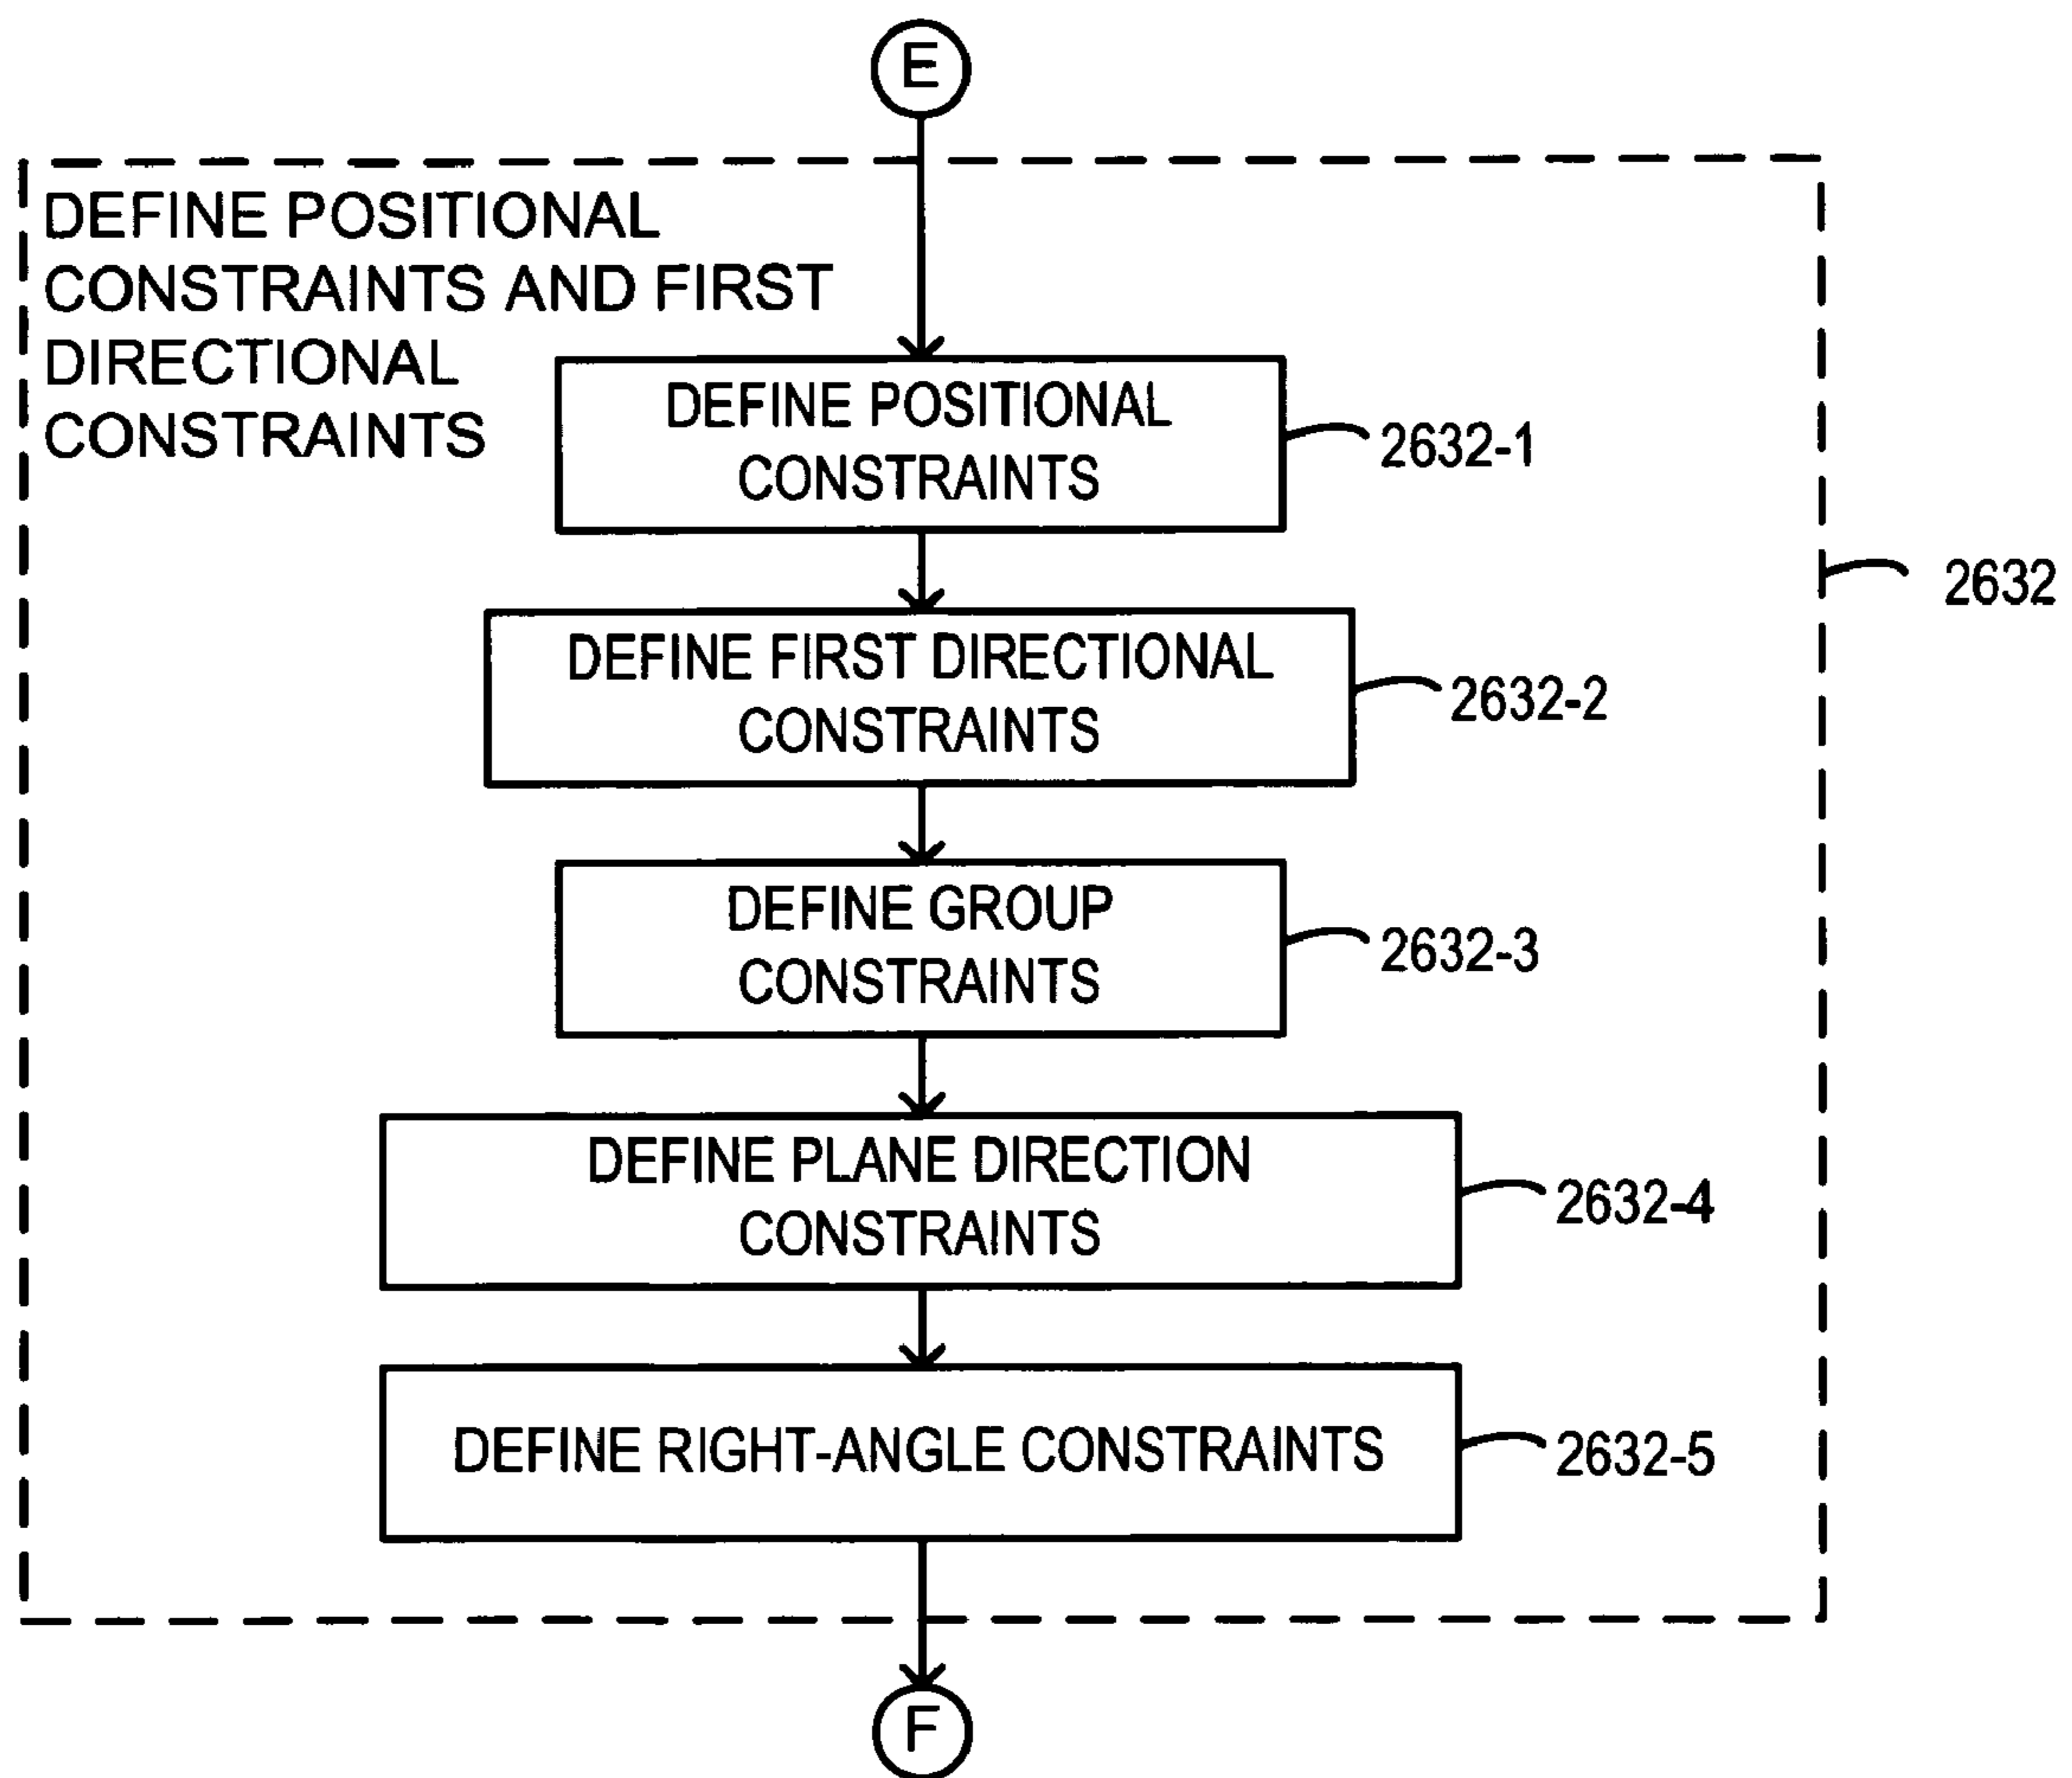 E
DEFINE POSITIONAL
CONSTRAINTS AND FIRST
DIRECTIONAL
CONSTRAINTS
DEFINE POSITIONAL
CONSTRAINTS
2632-1
2632
DEFINE FIRST DIRECTIONAL
CONSTRAINTS
2632-2
DEFINE GROUP
CONSTRAINTS
2632-3
DEFINE PLANE DIRECTION
CONSTRAINTS
2632-4
DEFINE RIGHT-ANGLE CONSTRAINTS
2632-5
F